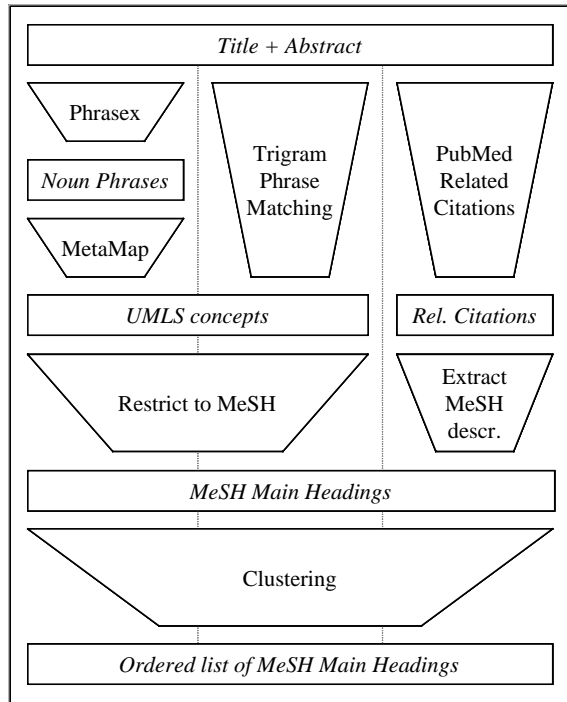 Title + Abstract
Phrasex
Noun Phrases
MetaMap
Trigram
Phrase
Matching
PubMed
Related
Citations
UMLS concepts
Rel. Citations
Restrict to MeSH
Extract
MeSH
descr.
MeSH Main Headings
Clustering
Ordered list of MeSH Main Headings